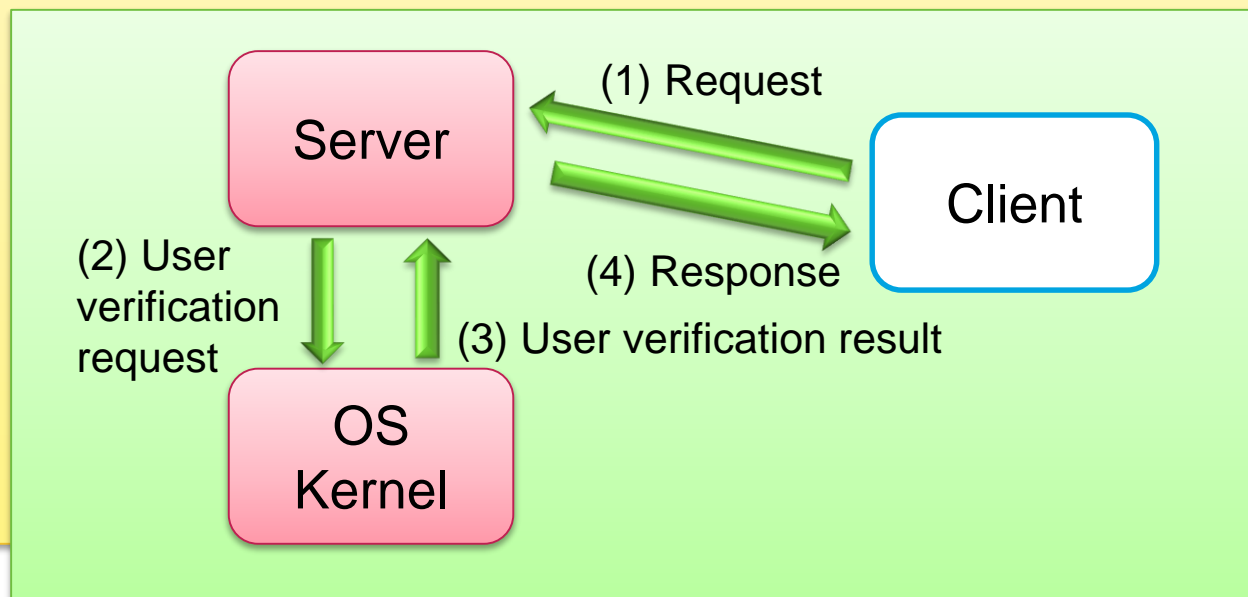 (1) Request
Server
Client
(2) User
verification
request
(4) Response
(3) User verification result
OS
Kernel